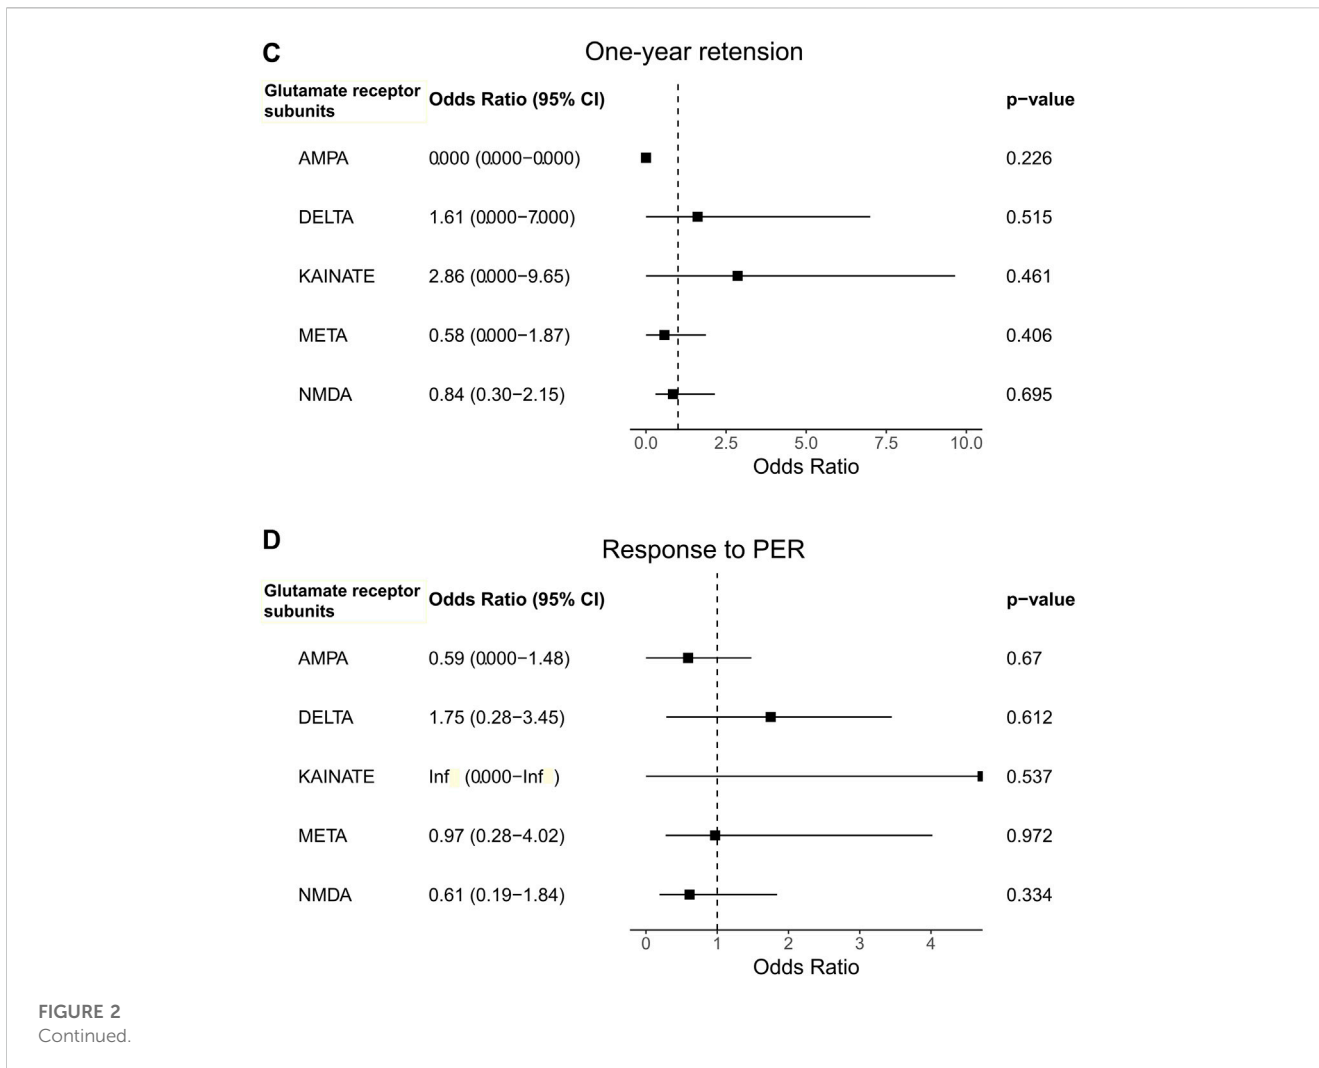 C
One-year retension
Glutamate receptor subunits Odds Ratio (95% CI) p−value
AMPA 0.000 (0.000−0.000) 0.226
DELTA 1.61 (0.000−7.000) 0.515
KAINATE 2.86 (0.000−9.65) 0.461
META 0.58 (0.000−1.87) 0.406
NMDA 0.84 (0.30−2.15) 0.695
0.0 2.5 5.0 7.5 10.0
Odds Ratio
D
Response to PER
Glutamate receptor subunits Odds Ratio (95% CI) p−value
AMPA 0.59 (0.000−1.48) 0.67
DELTA 1.75 (0.28−3.45) 0.612
KAINATE Inf (0.000−Inf ) 0.537
META 0.97 (0.28−4.02) 0.972
NMDA 0.61 (0.19−1.84) 0.334
0 1 2 3 4
Odds Ratio
FIGURE 2
Continued.